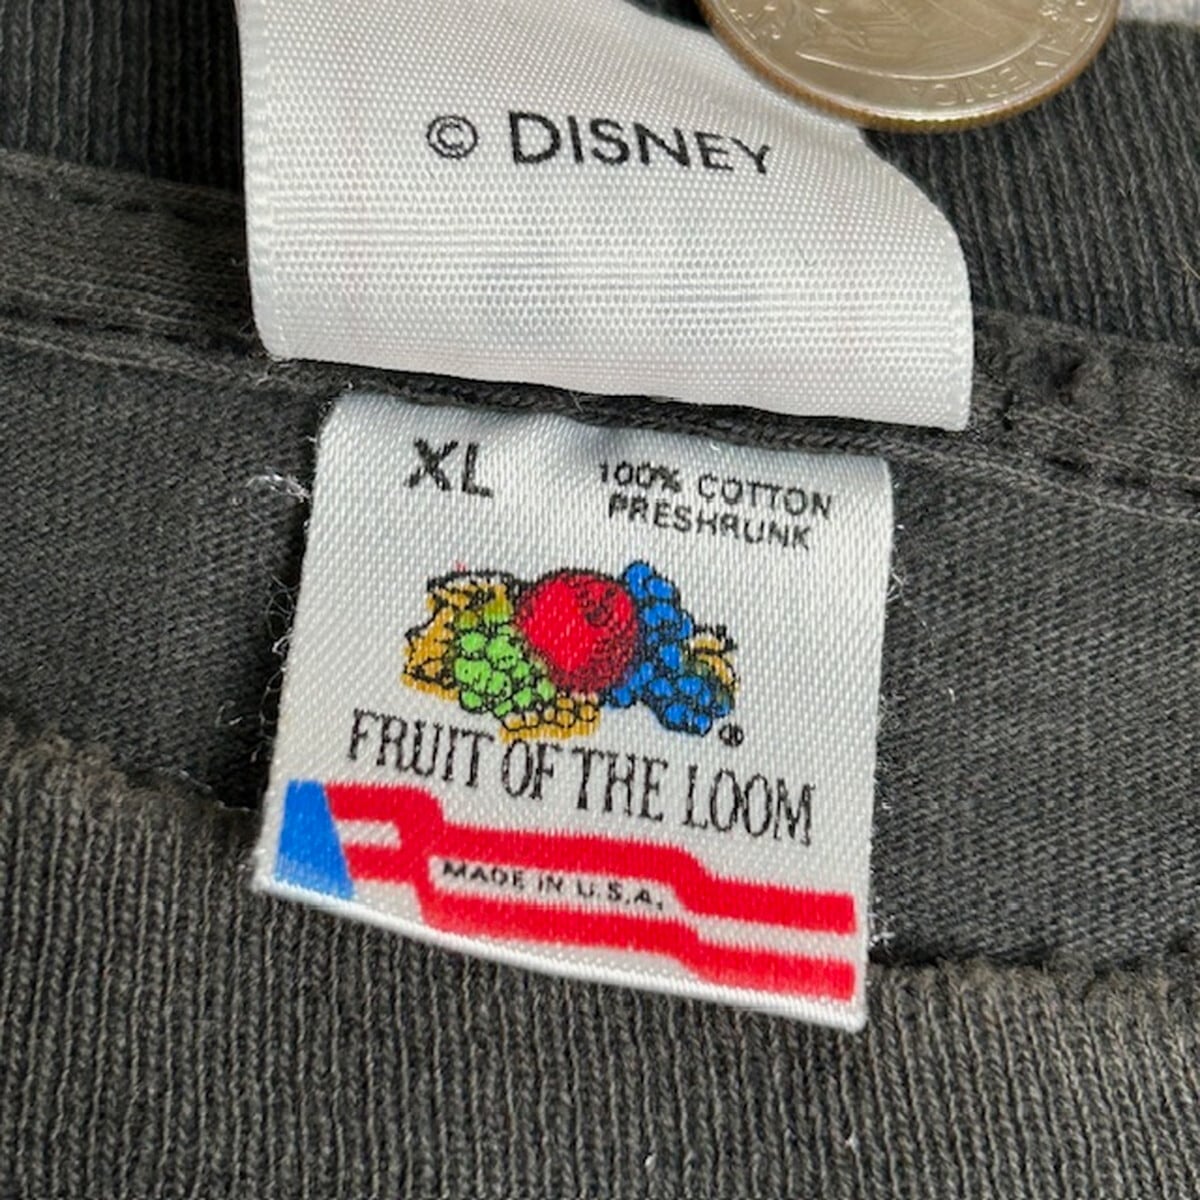 © DISNEY
XL
100% COTTON
PRESHRUNK
®
FRUIT OF THE LOOM
MADE IN U.S.A.